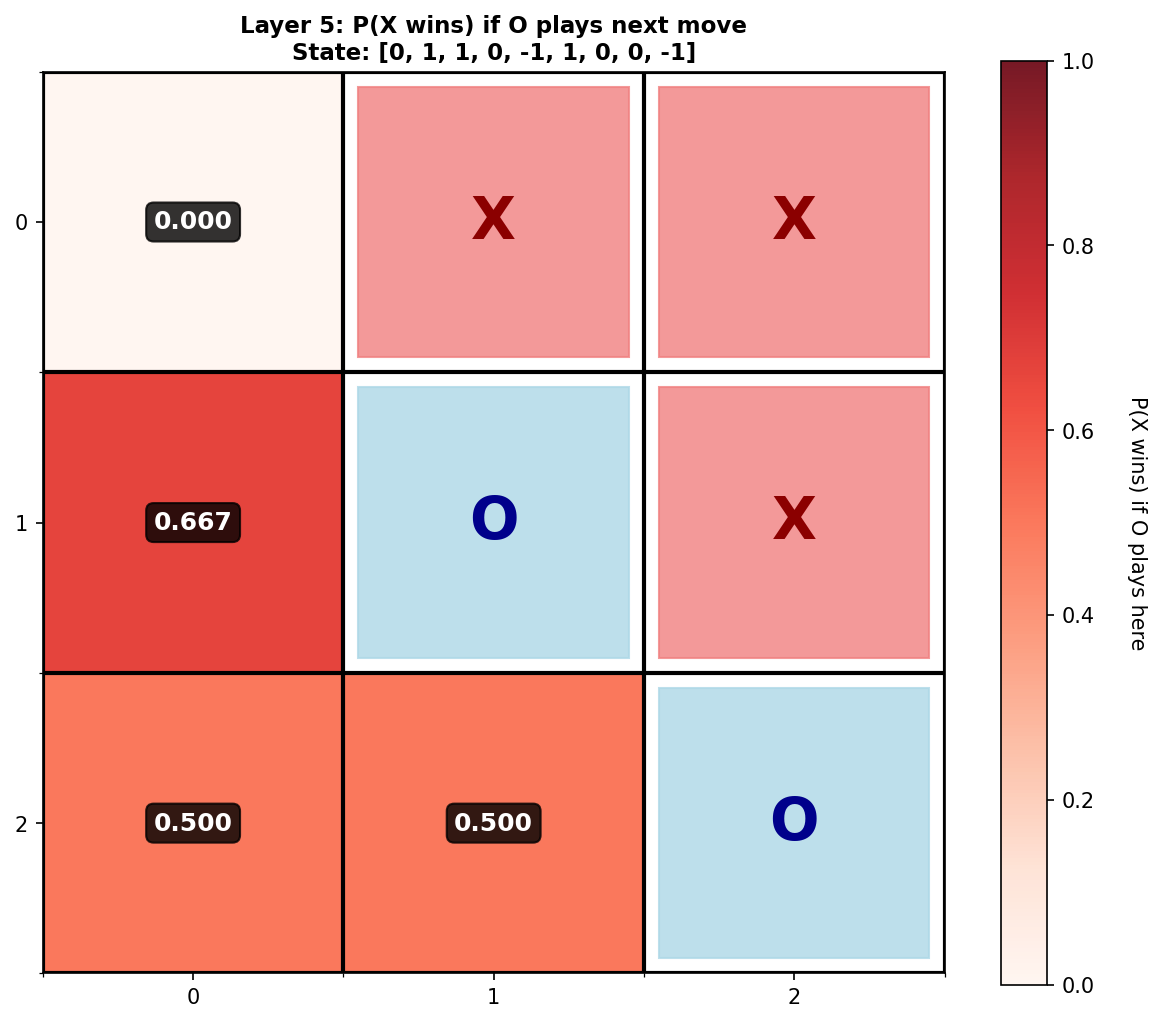 Layer 5: P(X wins) if O plays next move
State: [0, 1, 1, 0, -1, 1, 0, 0, -1]
0
0.000
X
X
1
0.667
O
X
2
0.500
0.500
O
0
1
2
1.0
0.8
0.6
0.4
0.2
0.0
P(X wins) if O plays here